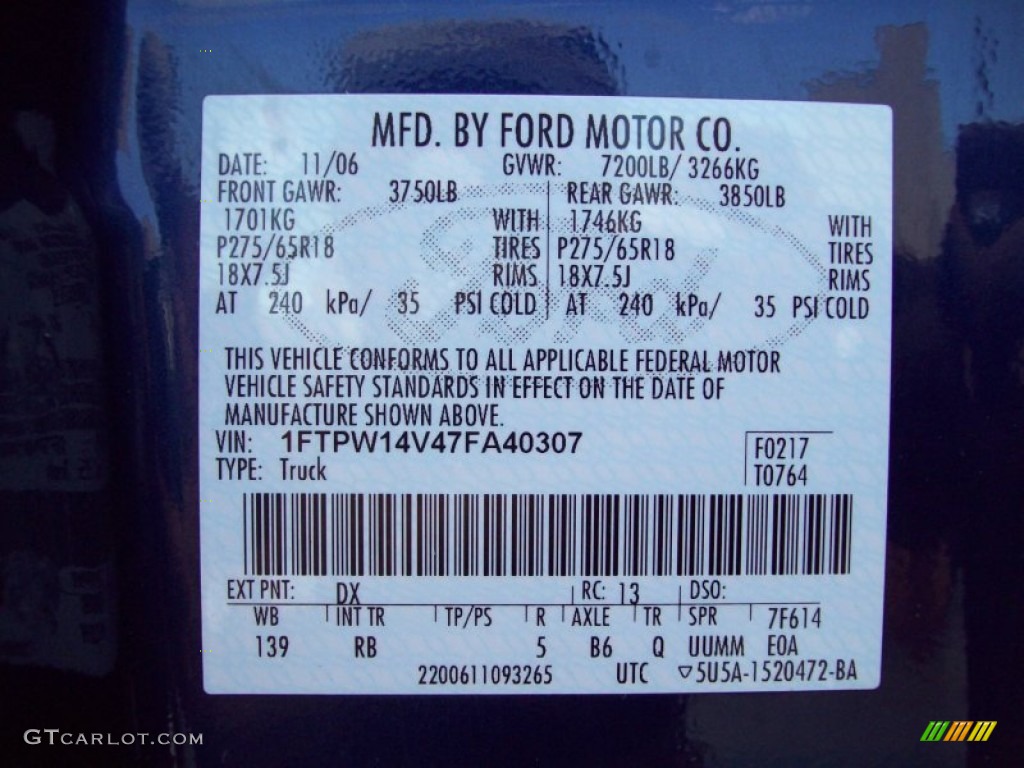 MFD. BY FORD MOTOR CO.
DATE: 11/06 GVWR: 7200LB/ 3266KG
FRONT GAWR: 3750LB REAR GAWR: 3850LB
1701KG WITH 1746KG WITH
P275/65R18 TIRES P275/65R18 TIRES
18X7.5J RIMS 18X7.5J RIMS
AT 240 kPa/ 35 PSI COLD AT 240 kPa/ 35 PSI COLD
THIS VEHICLE CONFORMS TO ALL APPLICABLE FEDERAL MOTOR
VEHICLE SAFETY STANDARDS IN EFFECT ON THE DATE OF
MANUFACTURE SHOWN ABOVE.
VIN: 1FTPW14V47FA40307 F0217
TYPE: Truck T0764
EXT PNT: DX RC: 13 DSO:
WB INT TR TP/PS R AXLE TR SPR 7F614
139 RB 5 B6 Q UUMM EOA
2200611093265 UTC ▽5U5A-1520472-BA
Ford
GTCARLOT.COM